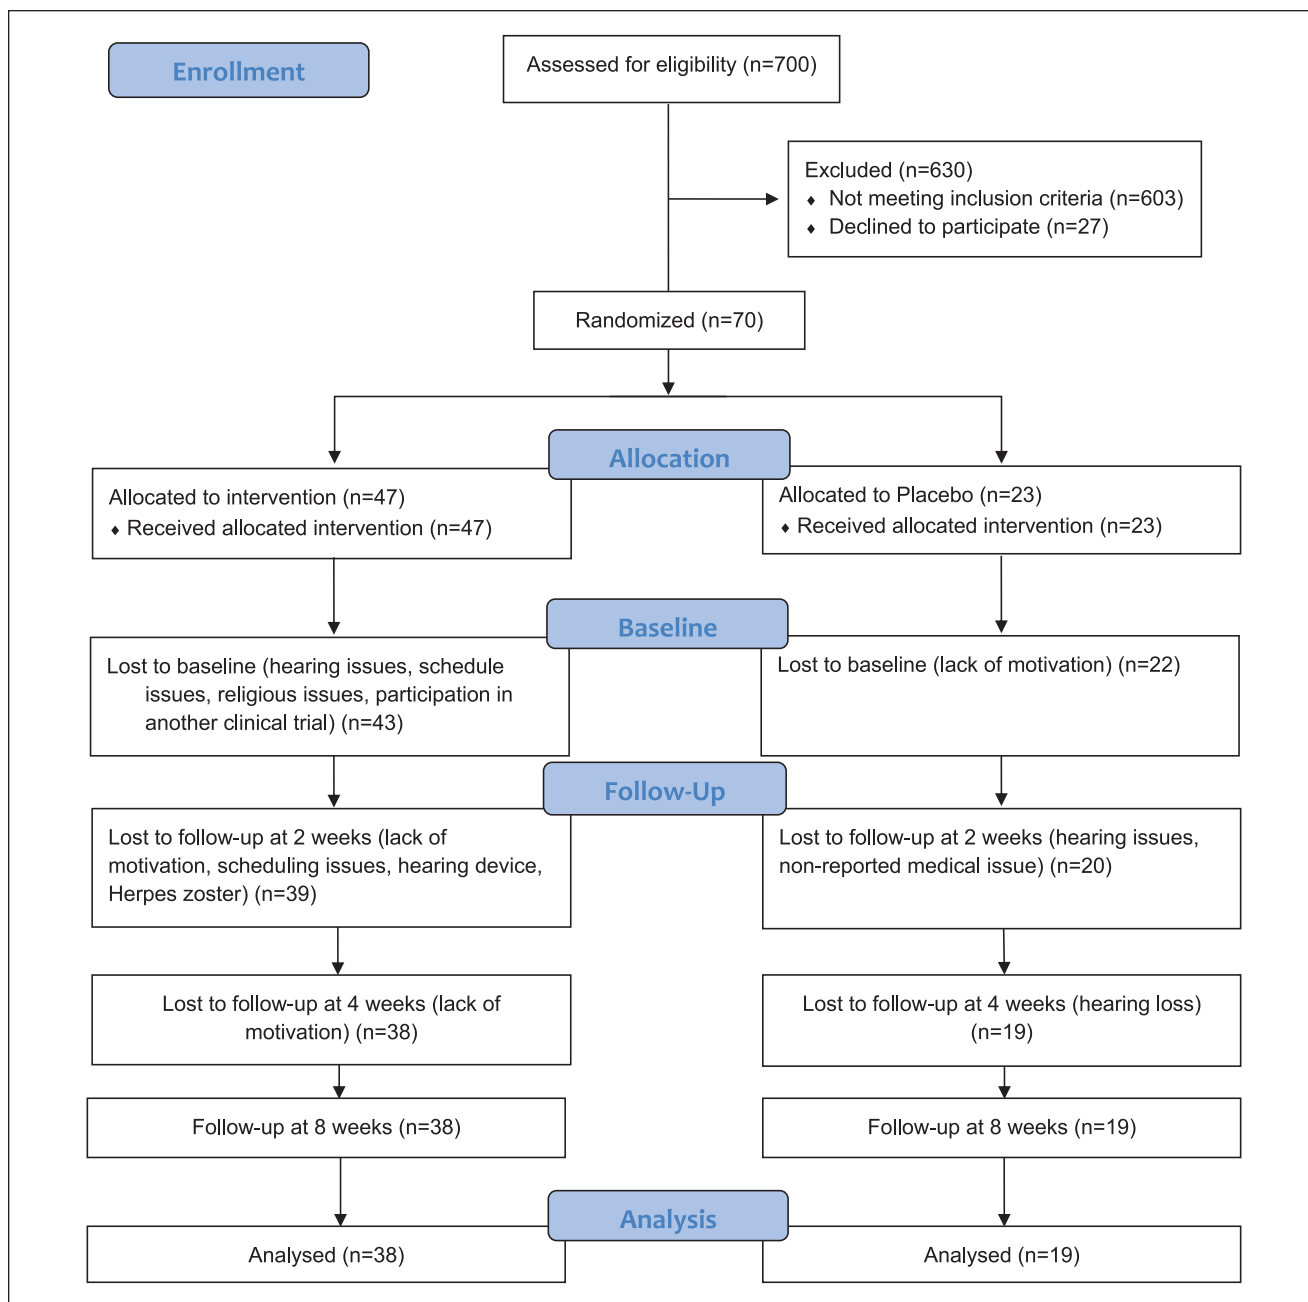 Enrollment
Assessed for eligibility (n=700)
Excluded (n=630)
♦ Not meeting inclusion criteria (n=603)
♦ Declined to participate (n=27)
Randomized (n=70)
Allocation
Allocated to intervention (n=47)
♦ Received allocated intervention (n=47)
Allocated to Placebo (n=23)
♦ Received allocated intervention (n=23)
Baseline
Lost to baseline (hearing issues, schedule
issues, religious issues, participation in
another clinical trial) (n=43)
Lost to baseline (lack of motivation) (n=22)
Follow-Up
Lost to follow-up at 2 weeks (lack of
motivation, scheduling issues, hearing device,
Herpes zoster) (n=39)
Lost to follow-up at 2 weeks (hearing issues,
non-reported medical issue) (n=20)
Lost to follow-up at 4 weeks (lack of
motivation) (n=38)
Lost to follow-up at 4 weeks (hearing loss)
(n=19)
Follow-up at 8 weeks (n=38)
Follow-up at 8 weeks (n=19)
Analysis
Analysed (n=38)
Analysed (n=19)